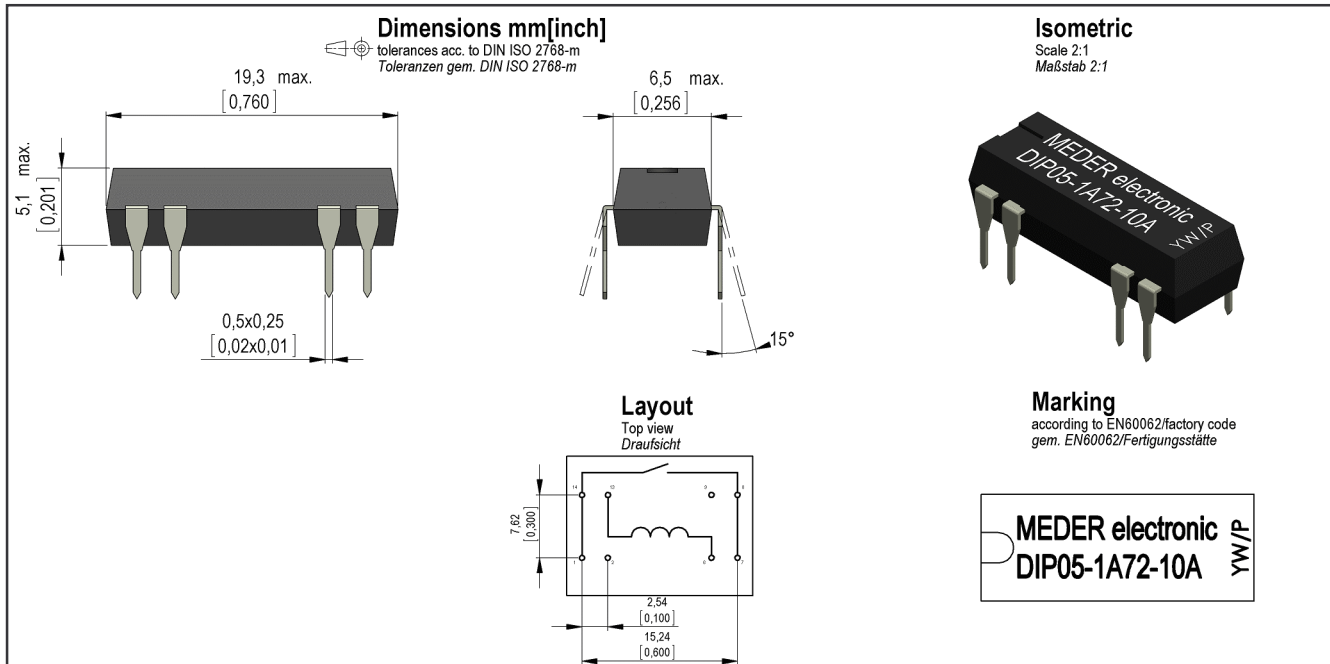 Dimensions mm[inch]
tolerances acc. to DIN ISO 2768-m
Toleranzen gem. DIN ISO 2768-m
19,3 max.
[0,760]
5,1 max.
[0,201]
0,5x0,25
[0,02x0,01]
6,5 max.
[0,256]
15°
Isometric
Scale 2:1
Maßstab 2:1
MEDER electronic
DIP05-1A72-10A
YW/P
Layout
Top view
Draufsicht
14
13
9
8
7,62
[0,300]
1
2
6
7
2,54
[0,100]
15,24
[0,600]
Marking
according to EN60062/factory code
gem. EN60062/Fertigungsstätte
MEDER electronic
DIP05-1A72-10A
YW/P